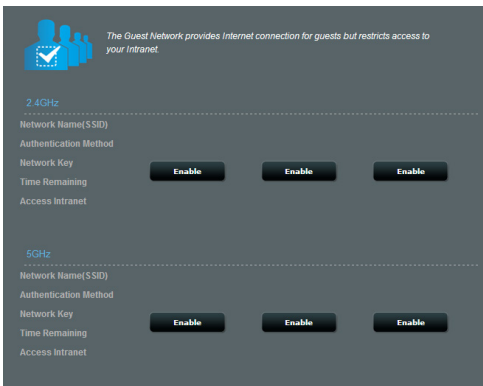 The Guest Network provides Internet connection for guests but restricts access to
your Intranet.
2.4GHz
Network Name(SSID)
Authentication Method
Network Key
Enable Enable Enable
Time Remaining
Access Intranet
5GHz
Network Name(SSID)
Authentication Method
Network Key
Enable Enable Enable
Time Remaining
Access Intranet